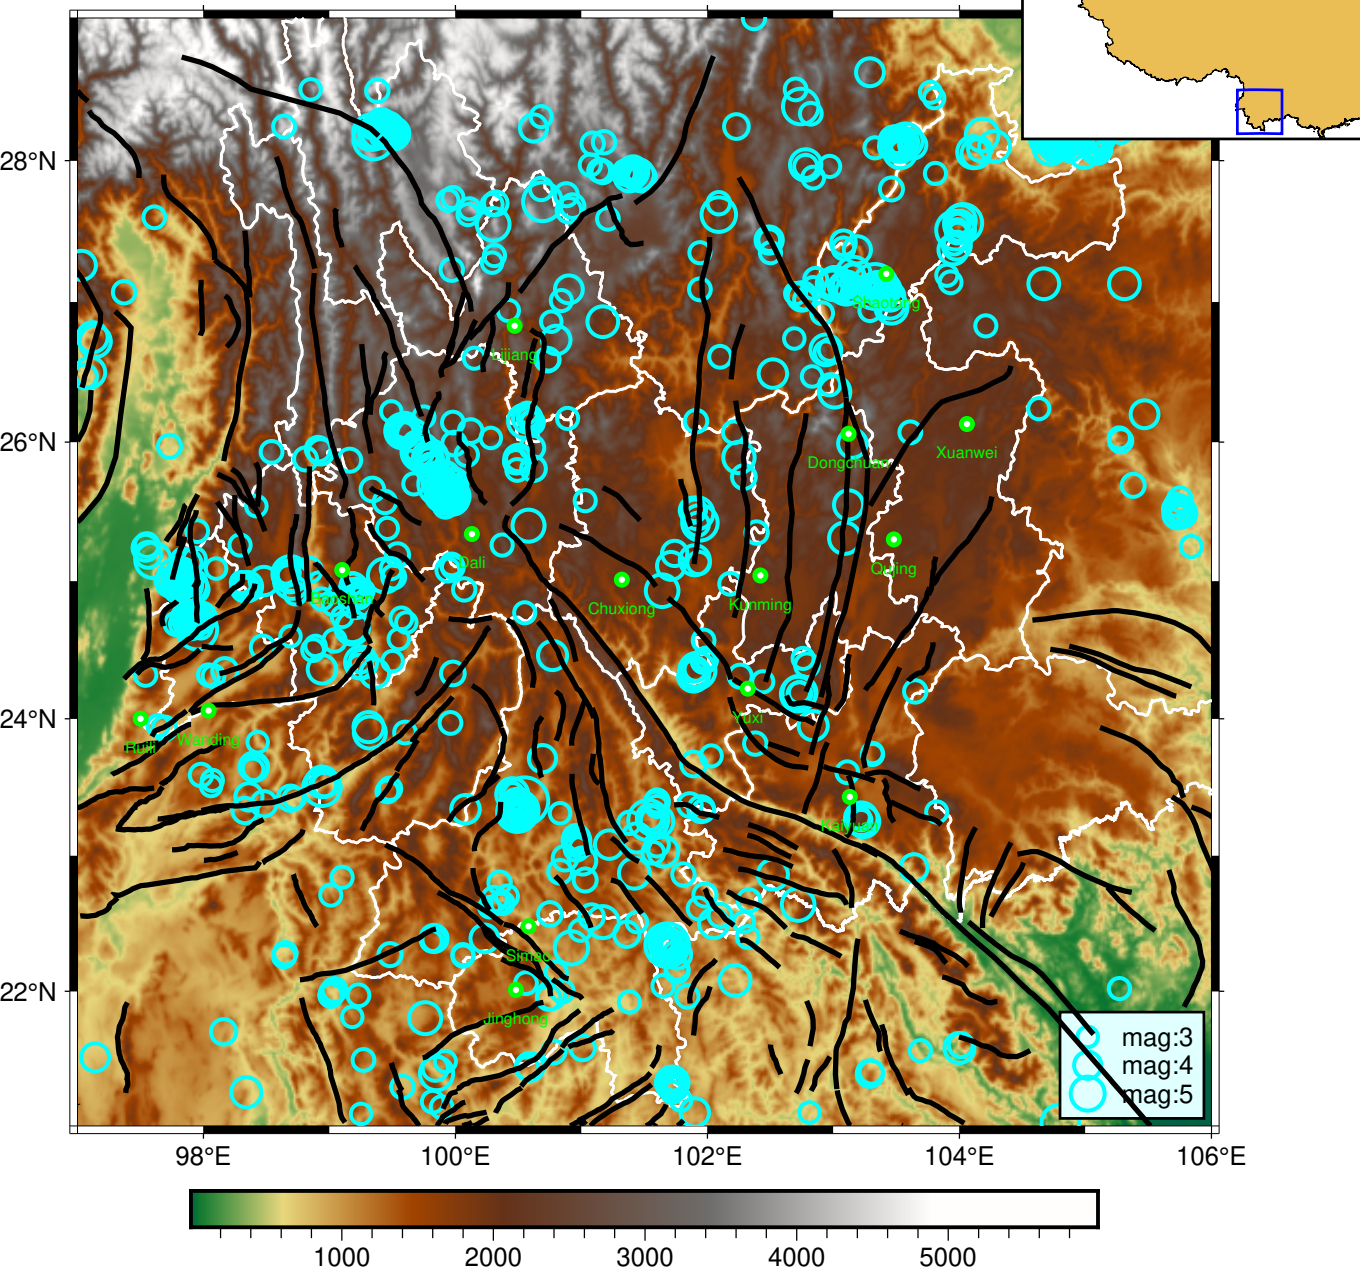 28°N
26°N
24°N
22°N
Shaotong
Lijiang
Dongchuan
Xuanwei
Dali
Qujing
Baoshan
Chuxiong
Kunming
Yuxi
Ruili
Wanding
Kaiyuan
Simao
Jinghong
mag:3
mag:4
mag:5
98°E 100°E 102°E 104°E 106°E
1000 2000 3000 4000 5000